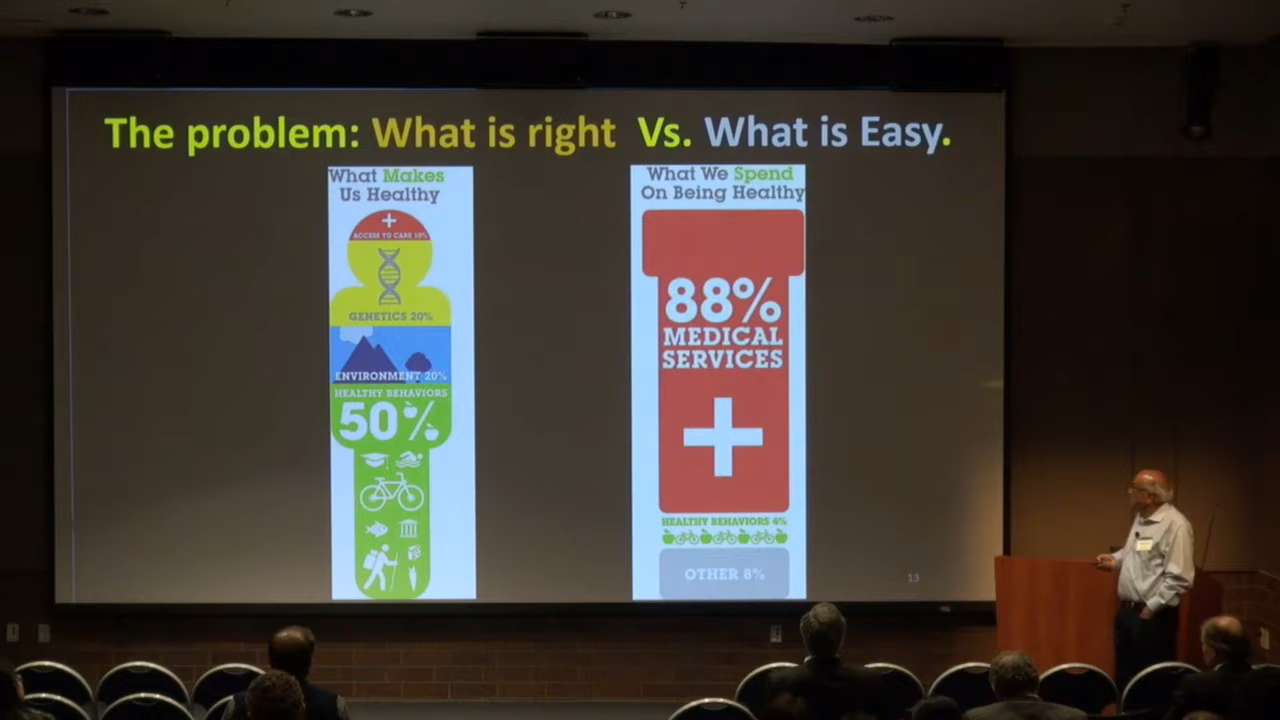 The problem: What is right Vs. What is Easy.
What Makes
Us Healthy
ACCESS TO CARE 10%
GENETICS 20%
ENVIRONMENT 20%
HEALTHY BEHAVIORS
50%
What We Spend
On Being Healthy
88%
MEDICAL
SERVICES
HEALTHY BEHAVIORS 4%
OTHER 8%
13